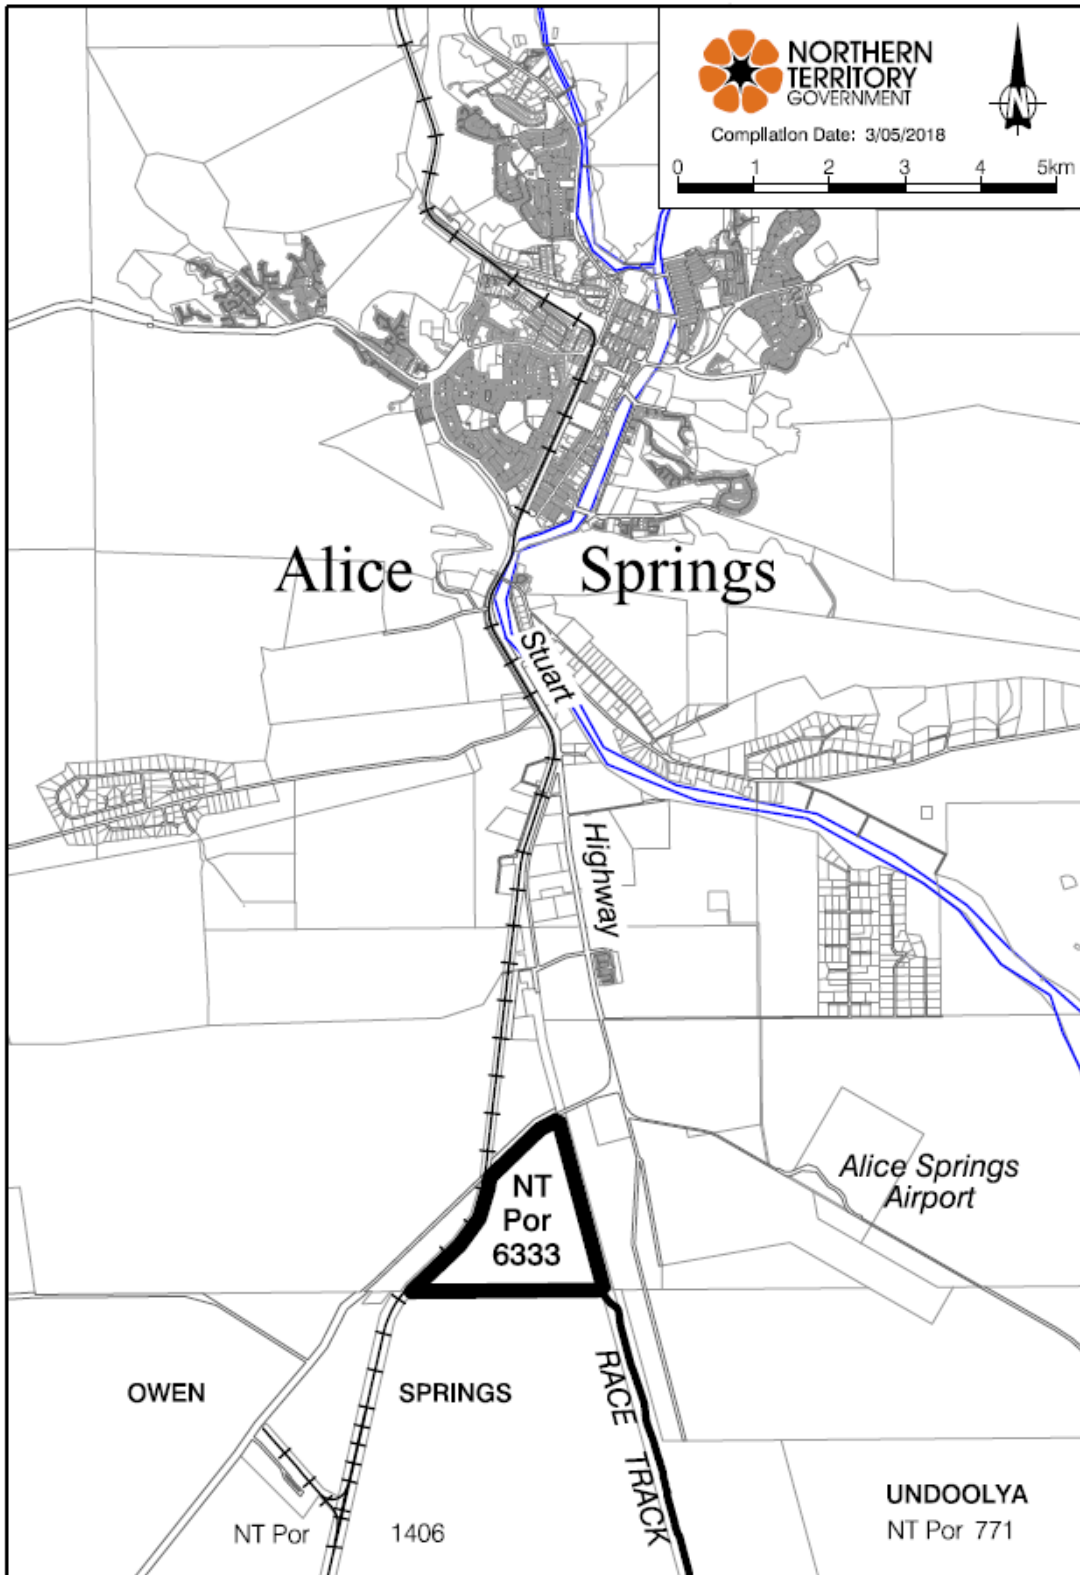 NORTHERN
TERRITORY
GOVERNMENT
N
Compilation Date: 3/05/2018
0 1 2 3 4 5km
Alice Springs
Stuart
Highway
Alice Springs
Airport
NT
Por
6333
OWEN SPRINGS
RACE TRACK
UNDOOLYA
NT Por 771
NT Por 1406